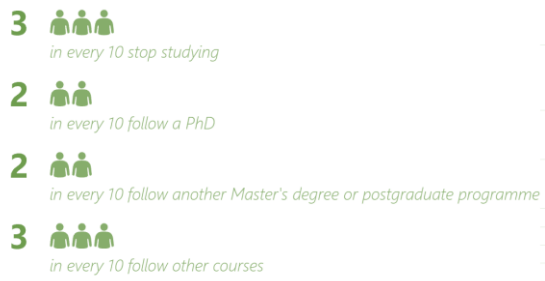 3
in every 10 stop studying
2
in every 10 follow a PhD
2
in every 10 follow another Master's degree or postgraduate programme
3
in every 10 follow other courses